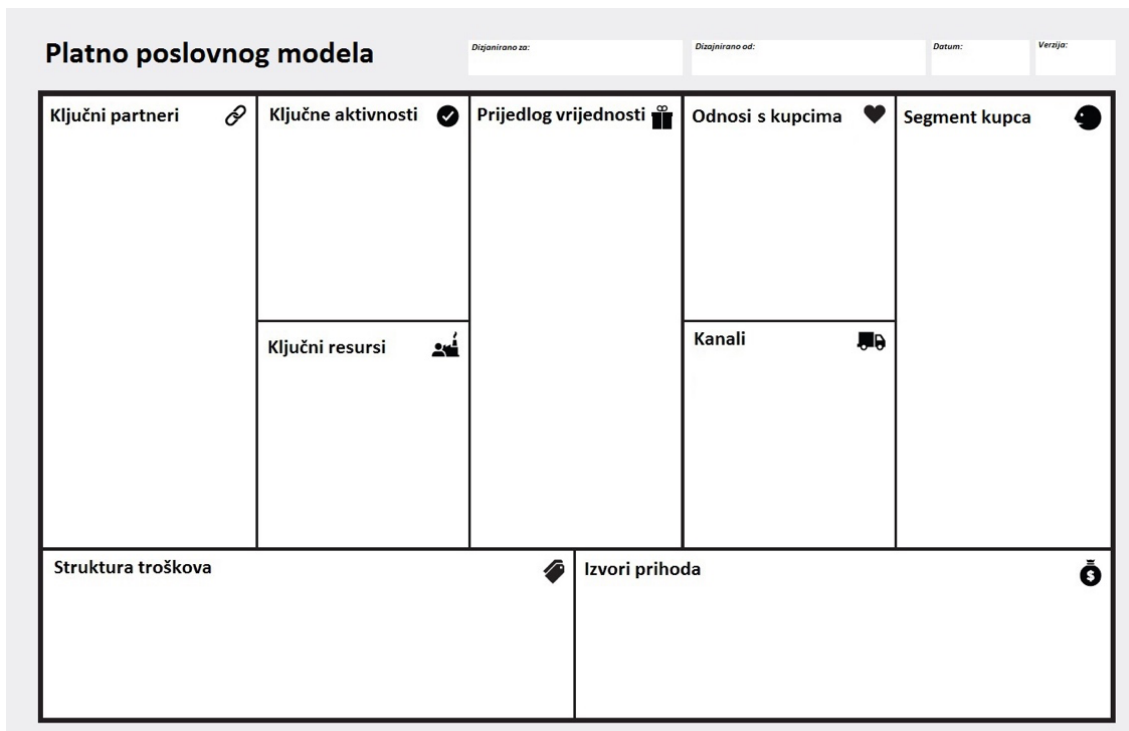 Platno poslovnog modela
Dizjanirano za:
Dizajnirano od:
Datum:
Verzija:
Ključni partneri
Ključne aktivnosti
Prijedlog vrijednosti
Odnosi s kupcima
Segment kupca
Ključni resursi
Kanali
Struktura troškova
Izvori prihoda